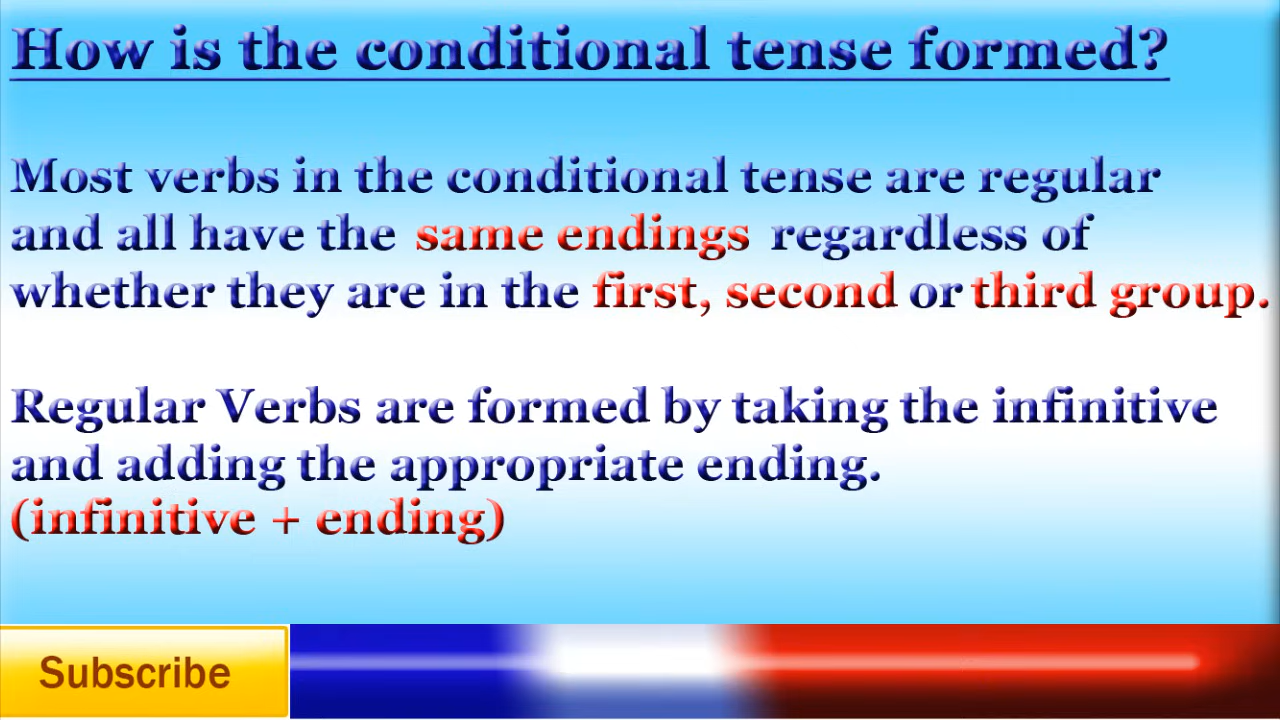 How is the conditional tense formed?
Most verbs in the conditional tense are regular
and all have the same endings regardless of
whether they are in the first, second or third group.
Regular Verbs are formed by taking the infinitive
and adding the appropriate ending.
(infinitive + ending)
Subscribe